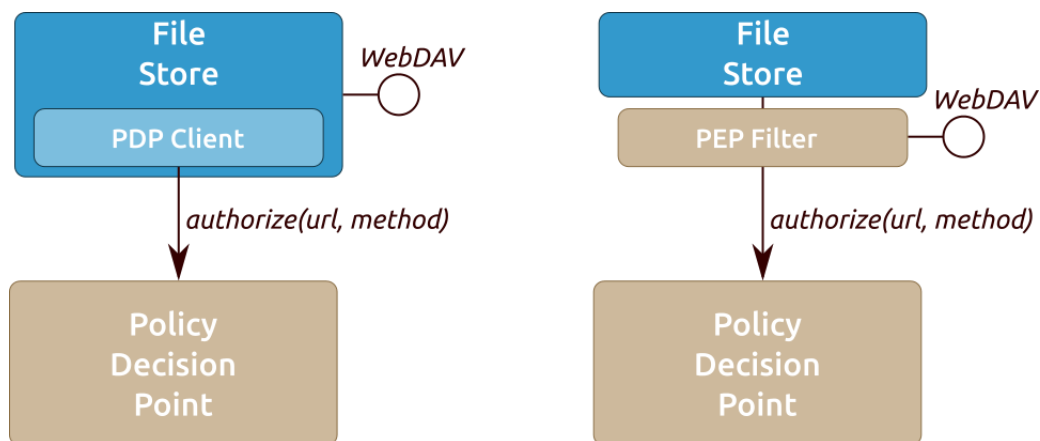 File
Store
WebDAV
PDP Client
authorize(url, method)
Policy
Decision
Point
File
Store
WebDAV
PEP Filter
authorize(url, method)
Policy
Decision
Point